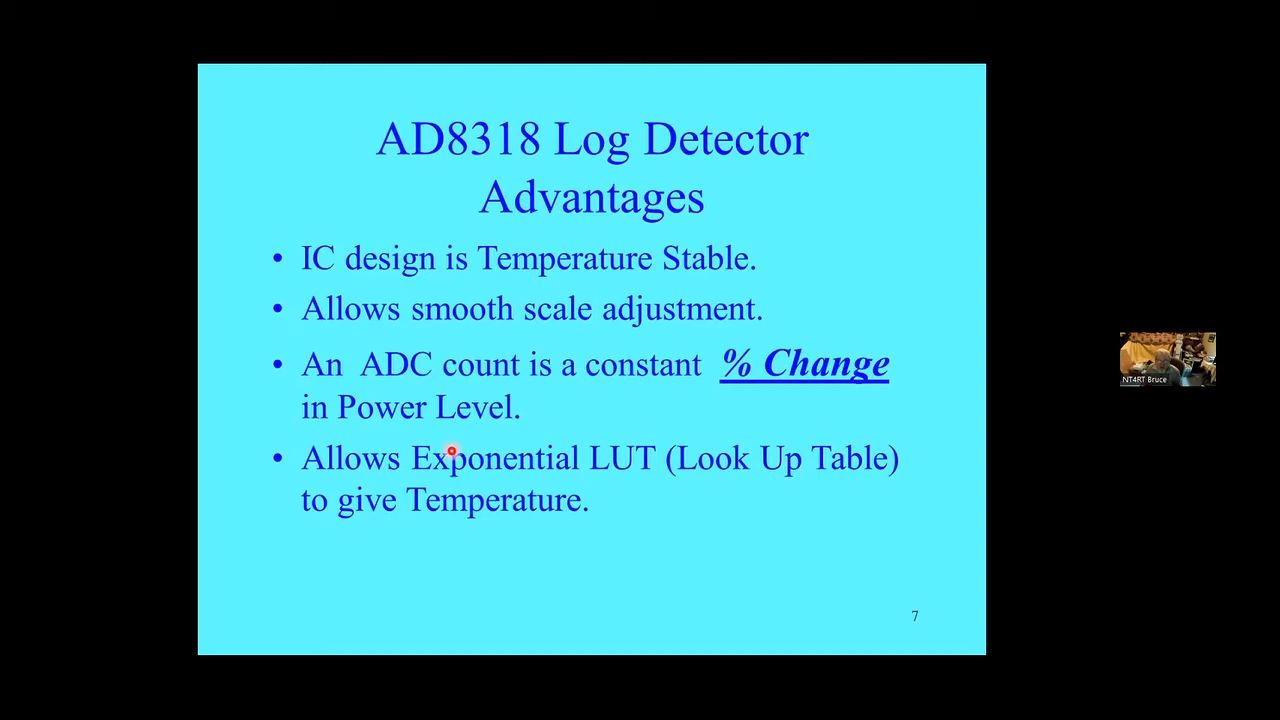 AD8318 Log Detector
Advantages
• IC design is Temperature Stable.
• Allows smooth scale adjustment.
• An ADC count is a constant % Change
in Power Level.
• Allows Exponential LUT (Look Up Table)
to give Temperature.
7
NT4RT Bruce